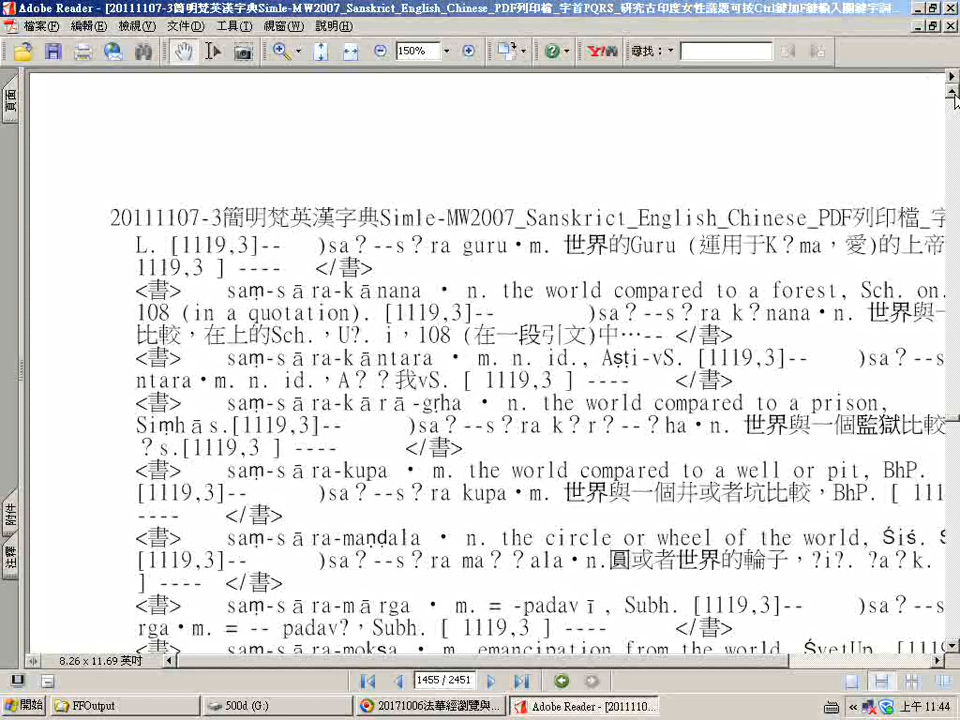 Adobe Reader - [20111107-3簡明梵英漢字典Simle-MW2007_Sanskrict_English_Chinese_PDF列印檔_字首PQRS_研究古印度女性議題可按Ctrl鍵加F鍵輸入關鍵字詞
檔案(F) 編輯(E) 檢視(V) 文件(D) 工具(T) 視窗(W) 說明(H)
150% Y! 尋找：
頁面
20111107-3簡明梵英漢字典Simle-MW2007_Sanskrict_English_Chinese_PDF列印檔_字
L. [1119,3]-- )sa？--s？ra guru‧m. 世界的Guru (運用于K？ma，愛)的上帝
1119,3 ] ---- </書>
<書> saṃ-sāra-kānana ‧ n. the world compared to a forest, Sch. on.
108 (in a quotation). [1119,3]-- )sa？--s？ra k？nana‧n. 世界與一
比較，在上的Sch., U?. i，108 (在一段引文)中…-- </書>
<書> saṃ-sāra-kāntara ‧ m. n. id., Aṣṭi-vS. [1119,3]-- )sa？--s
ntara‧m. n. id.，A？？我vS. [ 1119,3 ] ---- </書>
<書> saṃ-sāra-kārā-gṛha ‧ n. the world compared to a prison,
Siṃhās.[1119,3]-- )sa？--s？ra k？r？--？ha‧n. 世界與一個監獄比較
？s.[1119,3 ] ---- </書>
<書> saṃ-sāra-kupa ‧ m. the world compared to a well or pit, BhP.
[1119,3]-- )sa？--s？ra kupa‧m. 世界與一個井或者坑比較，BhP. [ 111
---- </書>
<書> saṃ-sāra-maṇḍala ‧ n. the circle or wheel of the world, Śiś. Ś
[1119,3]-- )sa？--s？ra ma？？ala‧n.圓或者世界的輪子，?i?. ?a?k.
] ---- </書>
<書> saṃ-sāra-mārga ‧ m. = -padavī, Subh. [1119,3]-- )sa？--s
rga‧m. = -- padav?，Subh. [ 1119,3 ] ---- </書>
<書> saṃ-sāra-mokṣa ‧ m. emancipation from the world, ŚvetUp. [1119
附件
注釋
8.26 x 11.69 英吋
1455 / 2451
開始 FFOutput 500d (G:) 20171006法華經瀏覽與... Adobe Reader - [2011110... 上午 11:44